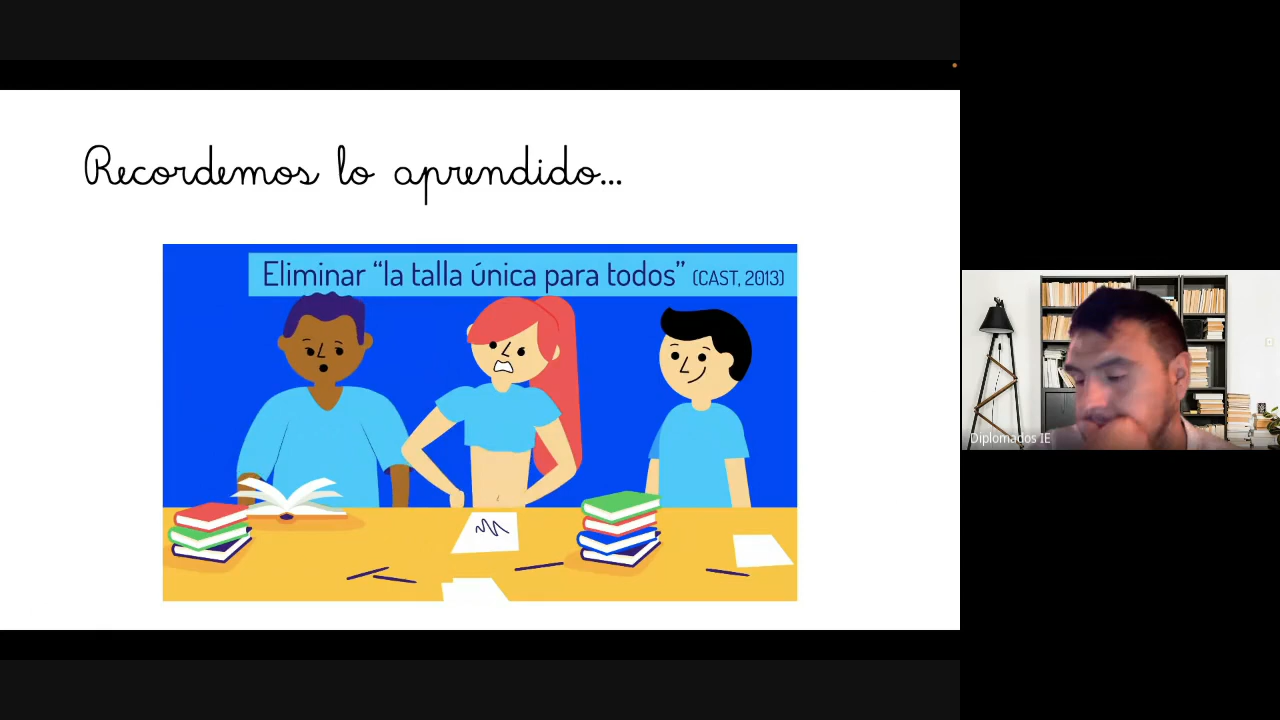 Recordemos lo aprendido...
Eliminar “la talla única para todos” (CAST, 2013)
Diplomados IE